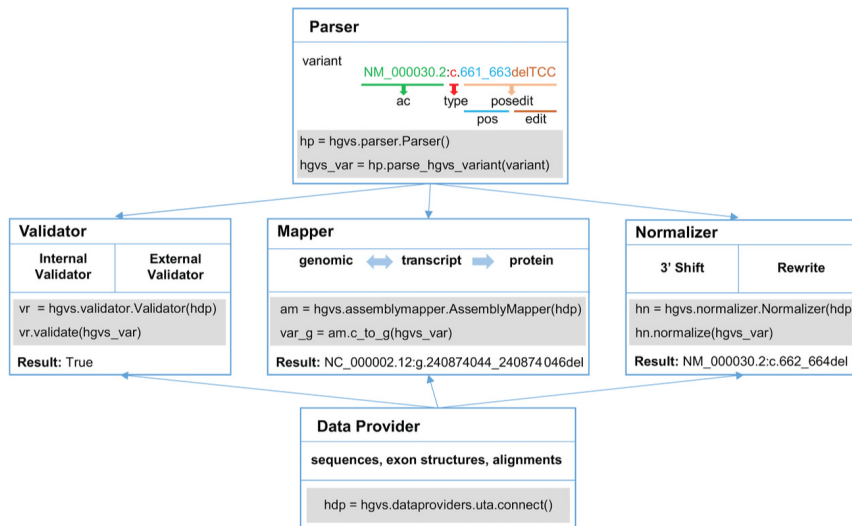 Parser
variant
NM_000030.2:c.661_663delTCC
ac type posedit
pos edit
hp = hgvs.parser.Parser()
hgvs_var = hp.parse_hgvs_variant(variant)
Validator
Internal Validator
External Validator
vr = hgvs.validator.Validator(hdp)
vr.validate(hgvs_var)
Result: True
Mapper
genomic transcript protein
am = hgvs.assemblymapper.AssemblyMapper(hdp)
var_g = am.c_to_g(hgvs_var)
Result: NC_000002.12:g.240874044_240874046del
Normalizer
3' Shift Rewrite
hn = hgvs.normalizer.Normalizer(hdp
hn.normalize(hgvs_var)
Result: NM_000030.2:c.662_664del
Data Provider
sequences, exon structures, alignments
hdp = hgvs.dataproviders.uta.connect()